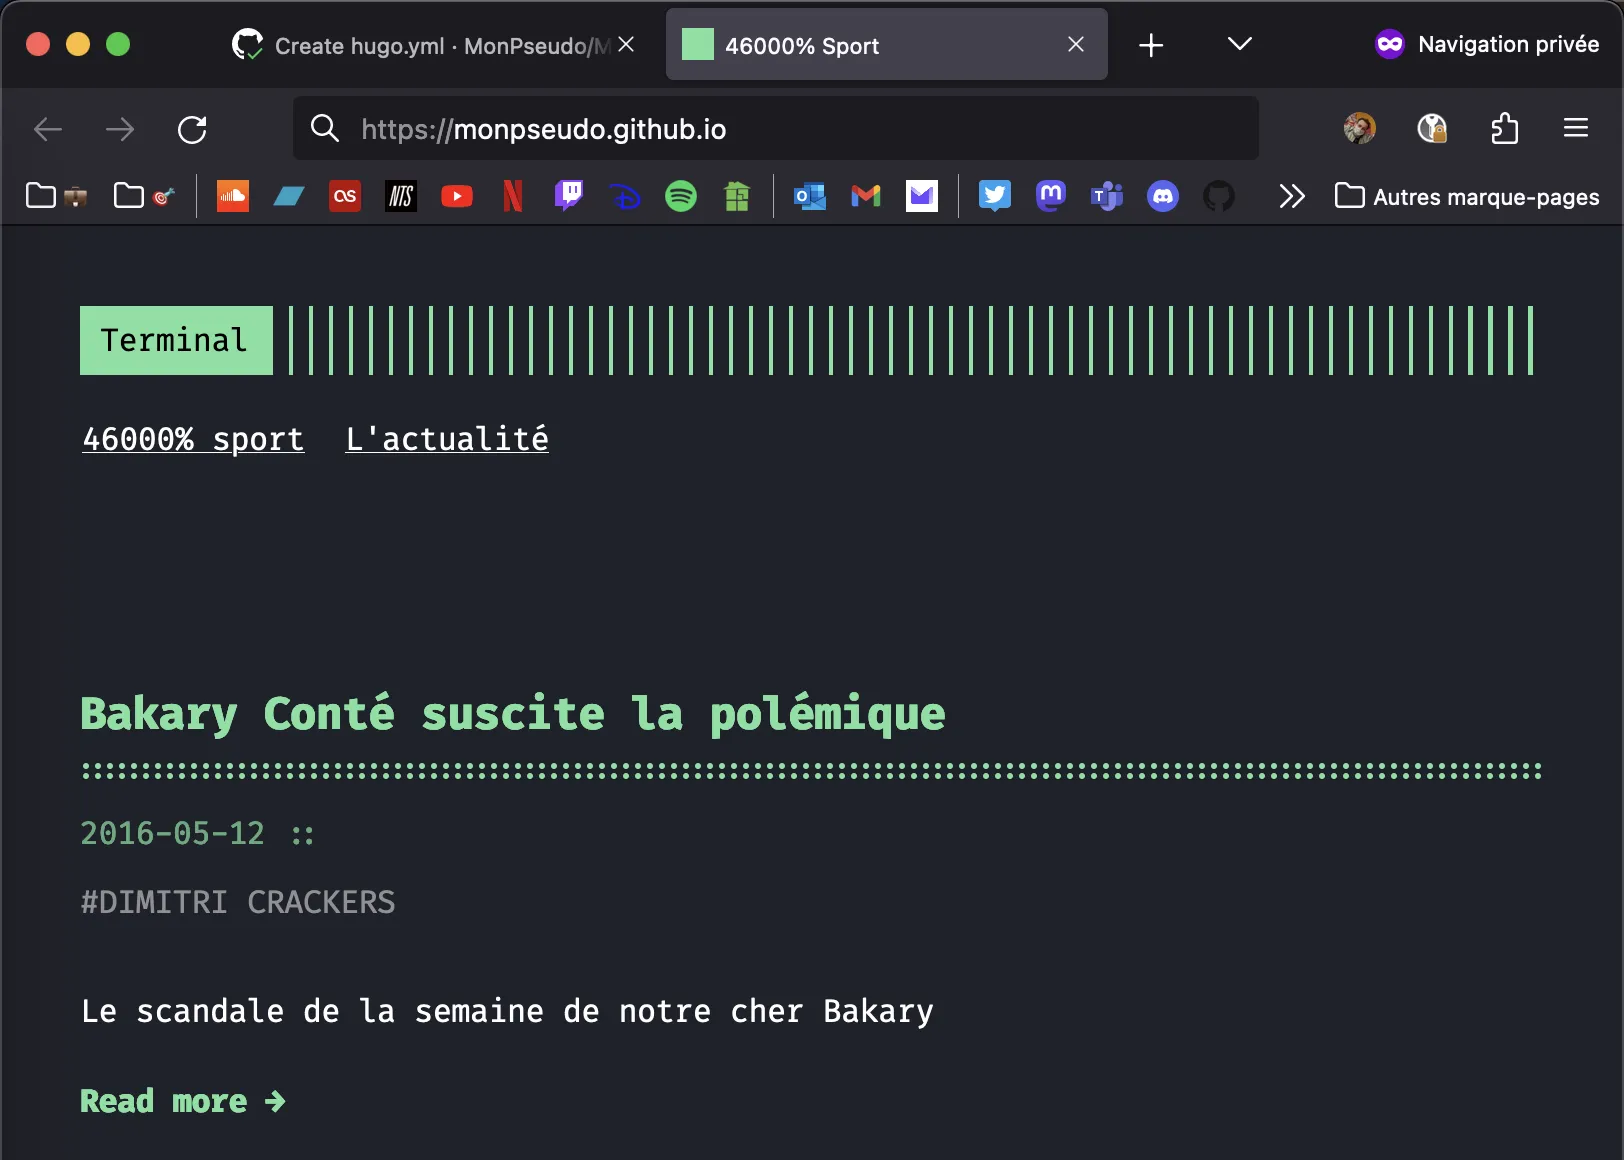 Create hugo.yml · MonPseudo/M
46000% Sport
Navigation privée
https://monpseudo.github.io
NTS
Autres marque-pages
Terminal
46000% sport L'actualité
Bakary Conté suscite la polémique
2016-05-12 ::
#DIMITRI CRACKERS
Le scandale de la semaine de notre cher Bakary
Read more →